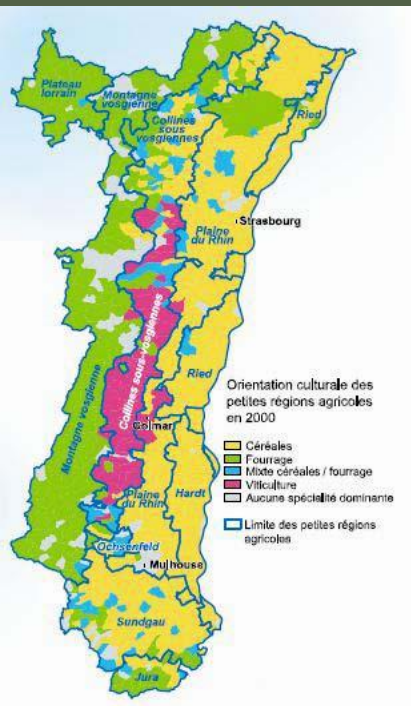 Plateau
lorrain
Montagne
vosgienne
Collines
sous
vosgiennes
Ried
Strasbourg
Plaine
du Rhin
Collines sous-vosgiennes
Ried
Montagne vosgienne
Colmar
Plaine
du Rhin
Hardt
Ochsenfeld
Mulhouse
Sundgau
Jura
Orientation culturale des
petites régions agricoles
en 2000
Céréales
Fourrage
Mixte céréales / fourrage
Viticulture
Aucune spécialité dominante
Limite des petites régions
agricoles